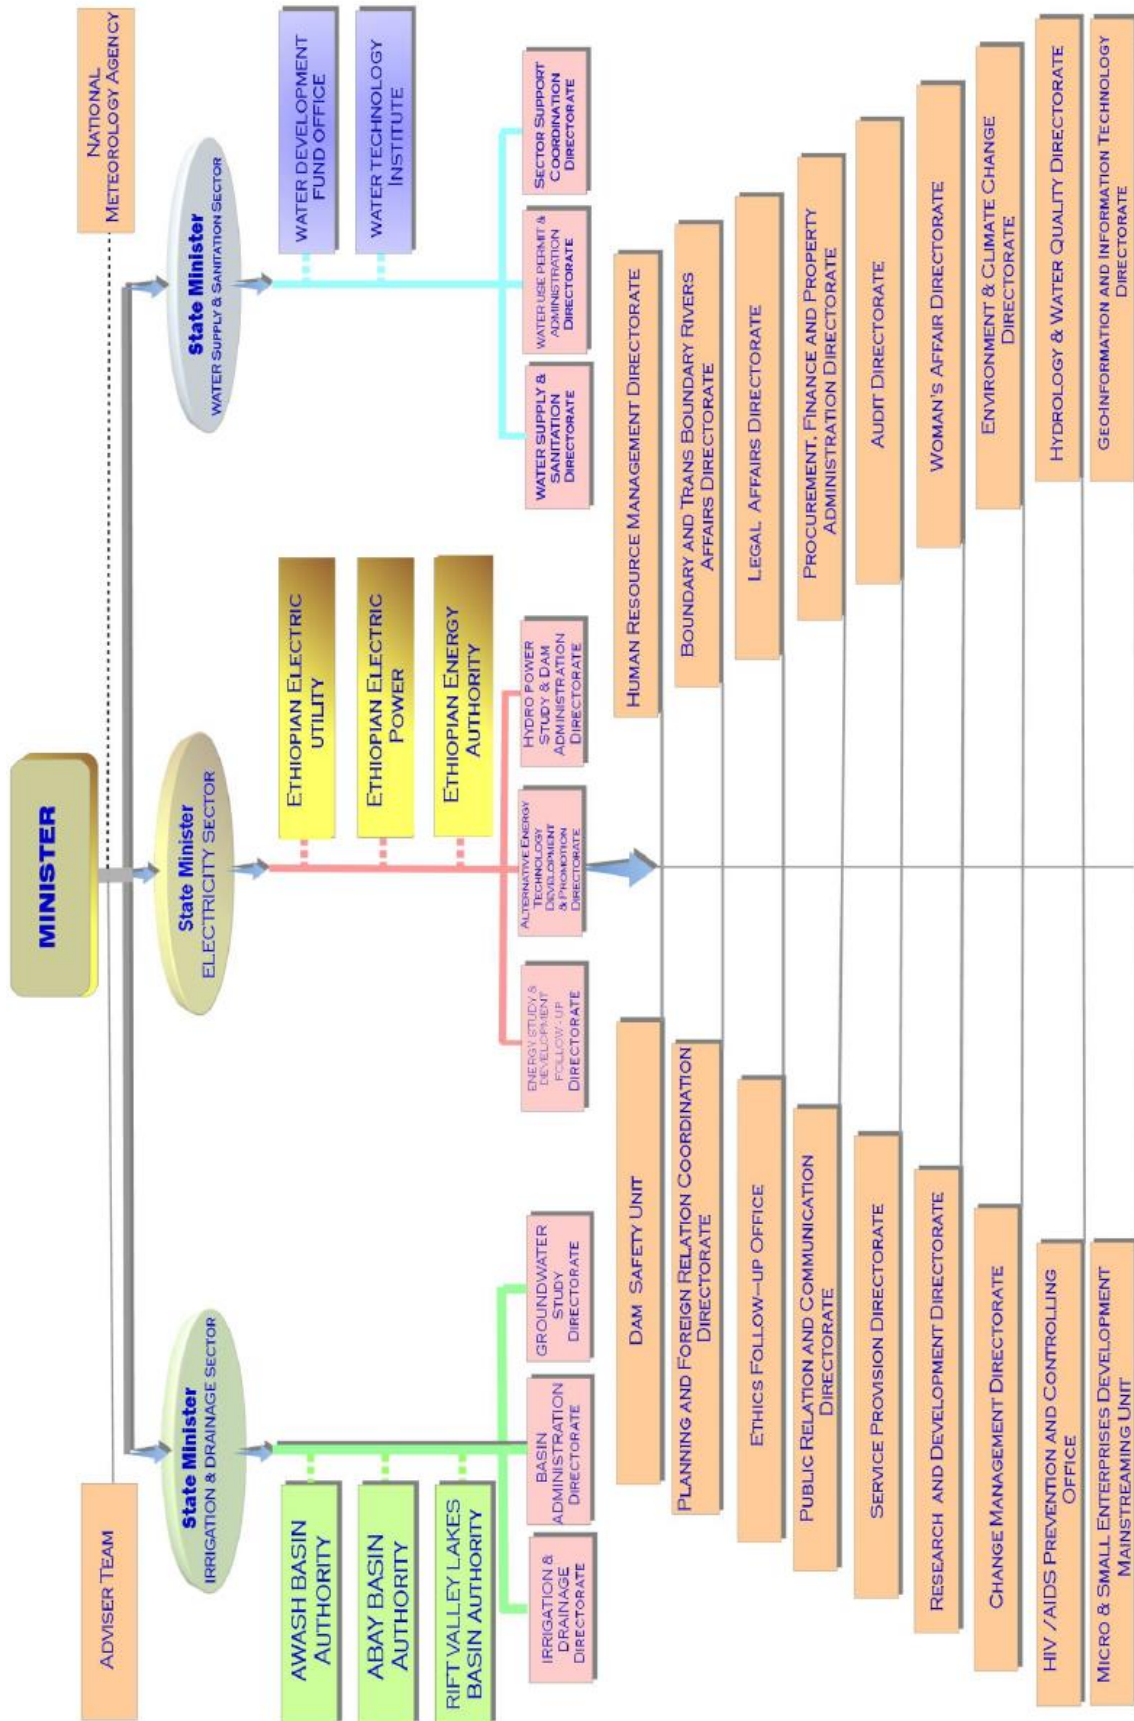 MINISTER
ADVISER TEAM
NATIONAL
METEOROLOGY AGENCY
State Minister
IRRIGATION & DRAINAGE SECTOR
State Minister
ELECTRICITY SECTOR
State Minister
WATER SUPPLY & SANITATION SECTOR
AWASH BASIN
AUTHORITY
ABAY BASIN
AUTHORITY
RIFT VALLEY LAKES
BASIN AUTHORITY
ETHIOPIAN ELECTRIC
UTILITY
ETHIOPIAN ELECTRIC
POWER
ETHIOPIAN ENERGY
AUTHORITY
WATER DEVELOPMENT
FUND OFFICE
WATER TECHNOLOGY
INSTITUTE
IRRIGATION &
DRAINAGE
DIRECTORATE
BASIN
ADMINISTRATION
DIRECTORATE
GROUNDWATER
STUDY
DIRECTORATE
ENERGY STUDY &
DEVELOPMENT
FOLLOW - UP
DIRECTORATE
ALTERNATIVE ENERGY
TECHNOLOGY
DEVELOPMENT
& PROMOTION
DIRECTORATE
HYDRO POWER
STUDY & DAM
ADMINISTRATION
DIRECTORATE
WATER SUPPLY &
SANITATION
DIRECTORATE
WATER USE PERMIT &
ADMINISTRATION
DIRECTORATE
SECTOR SUPPORT
COORDINATION
DIRECTORATE
DAM SAFETY UNIT
HUMAN RESOURCE MANAGEMENT DIRECTORATE
PLANNING AND FOREIGN RELATION COORDINATION
DIRECTORATE
BOUNDARY AND TRANS BOUNDARY RIVERS
AFFAIRS DIRECTORATE
ETHICS FOLLOW–UP OFFICE
LEGAL AFFAIRS DIRECTORATE
PUBLIC RELATION AND COMMUNICATION
DIRECTORATE
PROCUREMENT, FINANCE AND PROPERTY
ADMINISTRATION DIRECTORATE
SERVICE PROVISION DIRECTORATE
AUDIT DIRECTORATE
RESEARCH AND DEVELOPMENT DIRECTORATE
WOMAN'S AFFAIR DIRECTORATE
CHANGE MANAGEMENT DIRECTORATE
ENVIRONMENT & CLIMATE CHANGE
DIRECTORATE
HIV /AIDS PREVENTION AND CONTROLLING
OFFICE
HYDROLOGY & WATER QUALITY DIRECTORATE
MICRO & SMALL ENTERPRISES DEVELOPMENT
MAINSTREAMING UNIT
GEO-INFORMATION AND INFORMATION TECHNOLOGY
DIRECTORATE